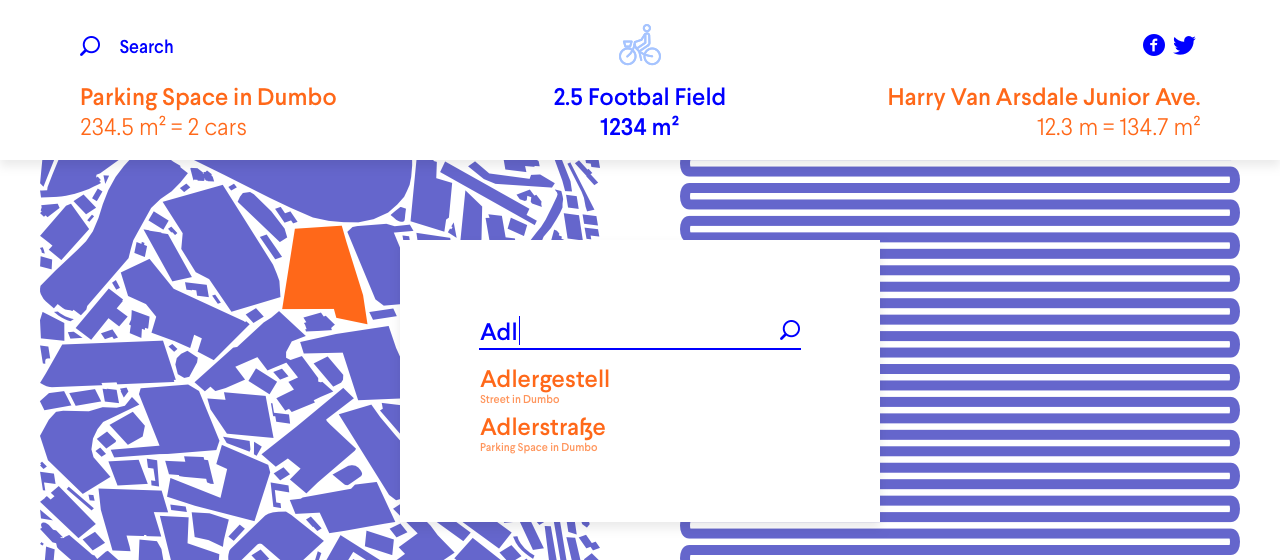 Search
Parking Space in Dumbo
234.5 m² = 2 cars
2.5 Footbal Field
1234 m²
Harry Van Arsdale Junior Ave.
12.3 m = 134.7 m²
Adl
Adlergestell
Street in Dumbo
Adlerstraße
Parking Space in Dumbo